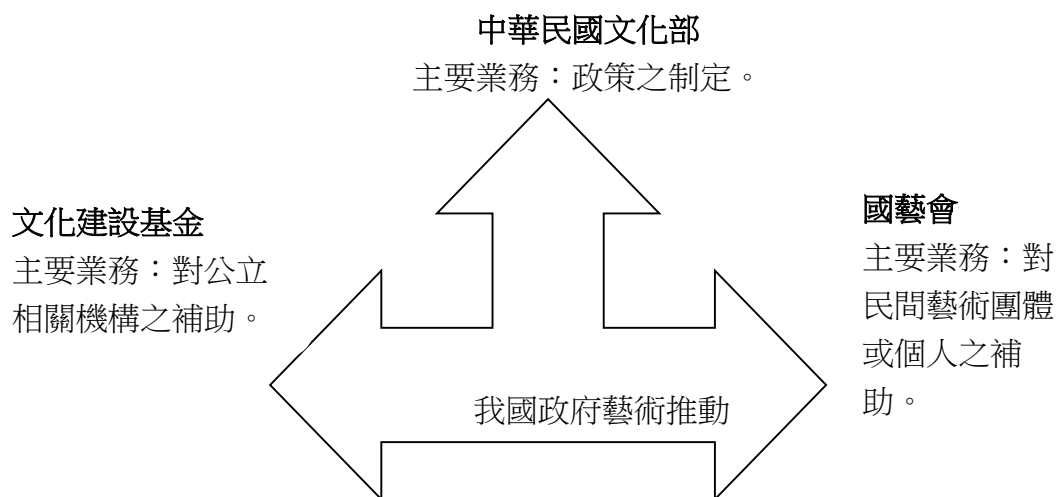 中華民國文化部
主要業務：政策之制定。
文化建設基金
主要業務：對公立
相關機構之補助。
國藝會
主要業務：對
民間藝術團體
或個人之補
助。
我國政府藝術推動